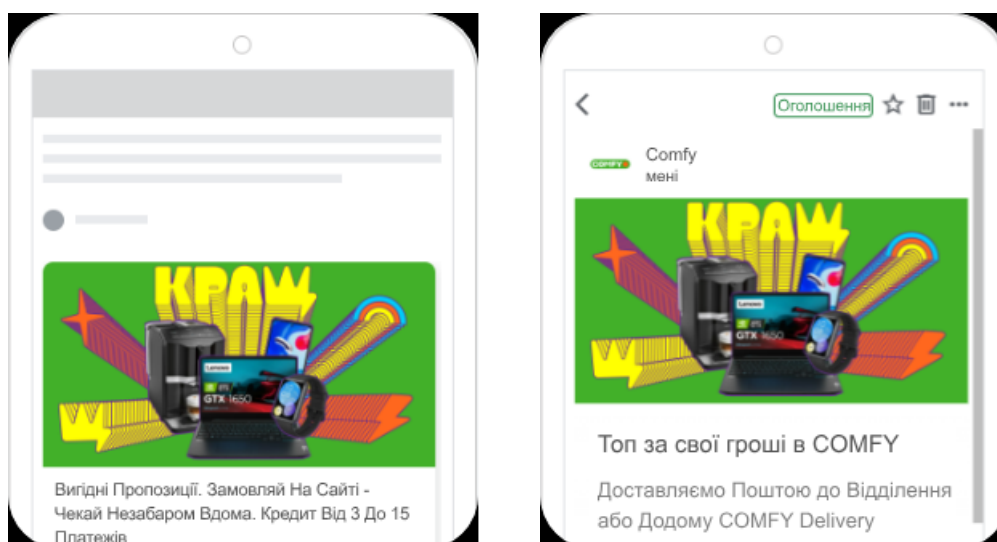 КРАШ
Lenovo
GTX 1650
Вигідні Пропозиції. Замовляй На Сайті -
Чекай Незабаром Вдома. Кредит Від 3 До 15
Платежів
Оголошення
COMFY
Comfy
мені
КРАШ
Lenovo
GTX 1650
Топ за свої гроші в COMFY
Доставляємо Поштою до Відділення
або Додому COMFY Delivery